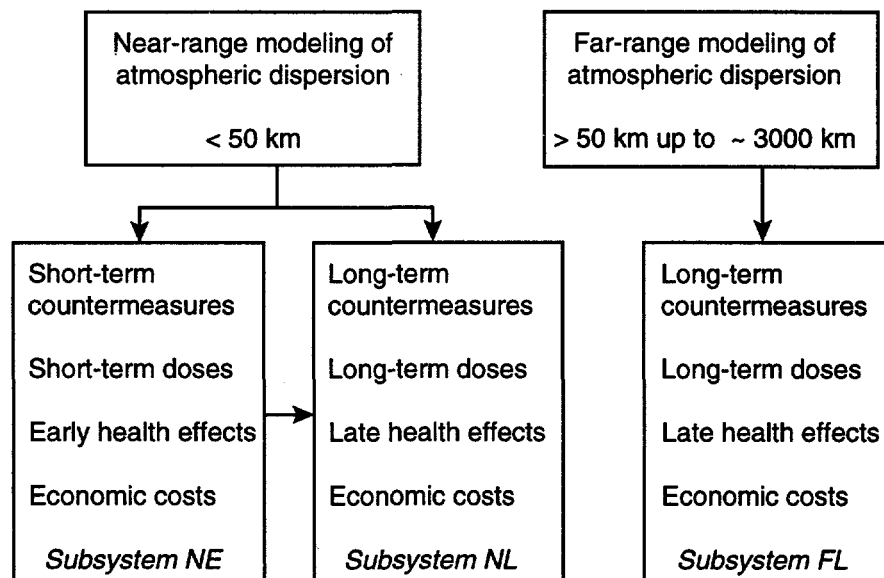 Near-range modeling of
atmospheric dispersion
< 50 km
Far-range modeling of
atmospheric dispersion
> 50 km up to ~ 3000 km
Short-term
countermeasures
Short-term doses
Early health effects
Economic costs
Subsystem NE
Long-term
countermeasures
Long-term doses
Late health effects
Economic costs
Subsystem NL
Long-term
countermeasures
Long-term doses
Late health effects
Economic costs
Subsystem FL